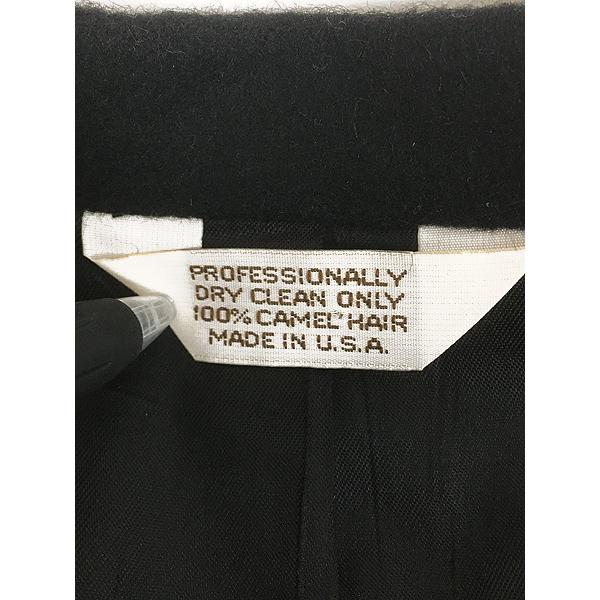 PROFESSIONALLY
DRY CLEAN ONLY
100% CAMEL HAIR
MADE IN U.S.A.